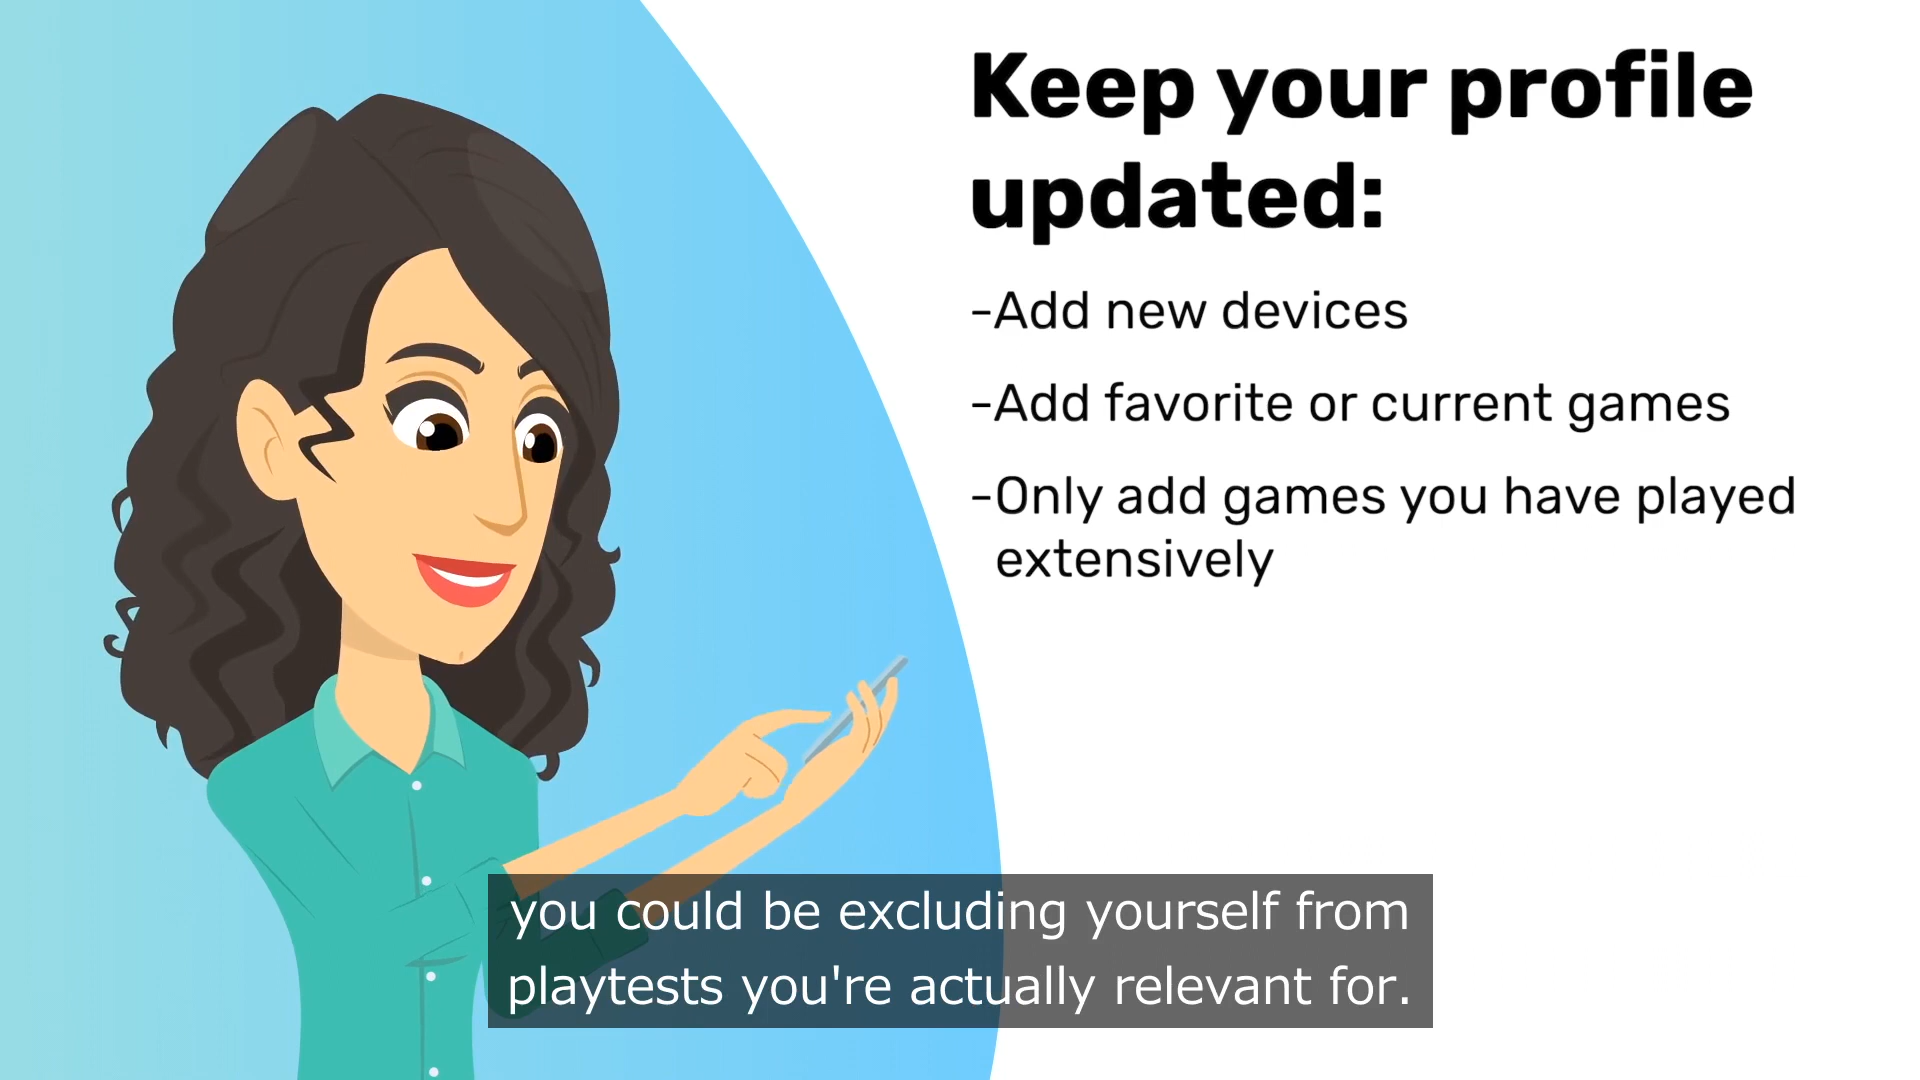 Keep your profile
updated:
-Add new devices
-Add favorite or current games
-Only add games you have played
extensively
you could be excluding yourself from
playtests you're actually relevant for.